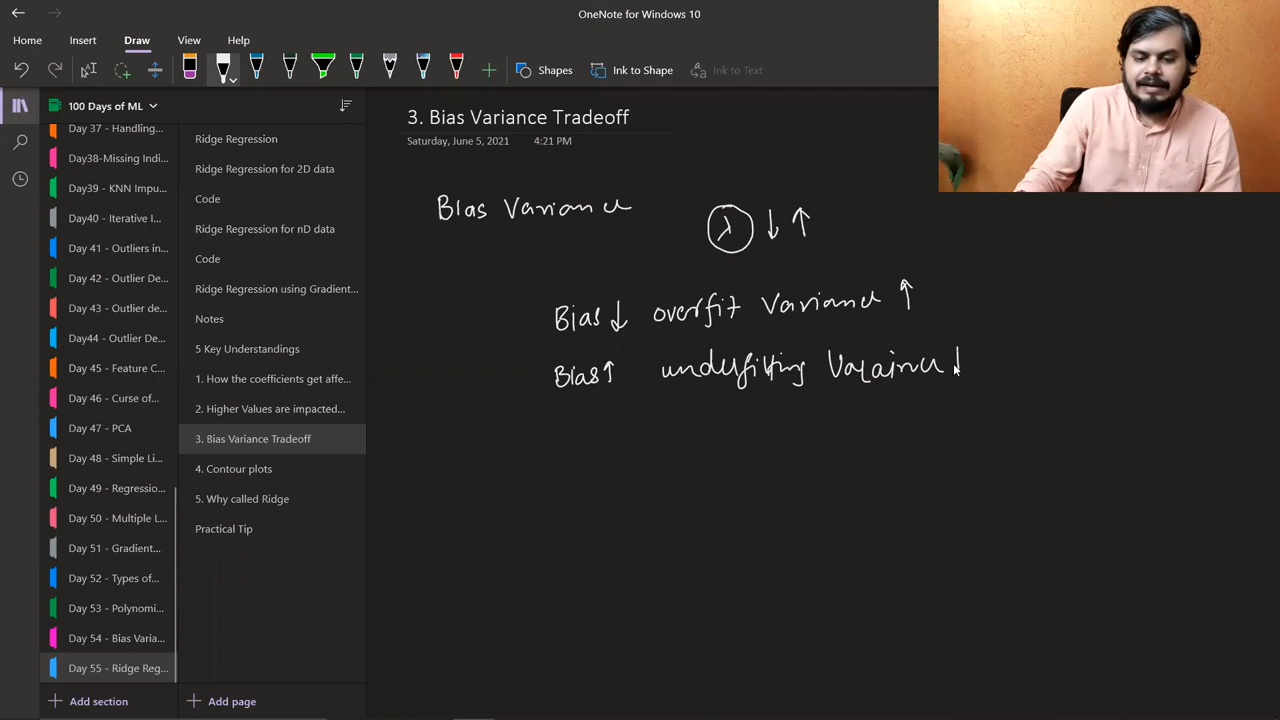 OneNote for Windows 10
Home Insert Draw View Help
Shapes Ink to Shape Ink to Text
100 Days of ML
Day 37 - Handling...
Day38-Missing Indi...
Day39 - KNN Impu...
Day40 - Iterative I...
Day 41 - Outliers in...
Day 42 - Outlier De...
Day 43 - Outlier de...
Day44 - Outlier De...
Day 45 - Feature C...
Day 46 - Curse of...
Day 47 - PCA
Day 48 - Simple Li...
Day 49 - Regressio...
Day 50 - Multiple L...
Day 51 - Gradient...
Day 52 - Types of...
Day 53 - Polynomi...
Day 54 - Bias Varia...
Day 55 - Ridge Reg...
Add section
Ridge Regression
Ridge Regression for 2D data
Code
Ridge Regression for nD data
Code
Ridge Regression using Gradient...
Notes
5 Key Understandings
1. How the coefficients get affe...
2. Higher Values are impacted...
3. Bias Variance Tradeoff
4. Contour plots
5. Why called Ridge
Practical Tip
Add page
3. Bias Variance Tradeoff
Saturday, June 5, 2021 4:21 PM
Bias Variance
λ ↓ ↑
Bias ↓ overfit Variance ↑
Bias ↑ underfitting Varaince ↓